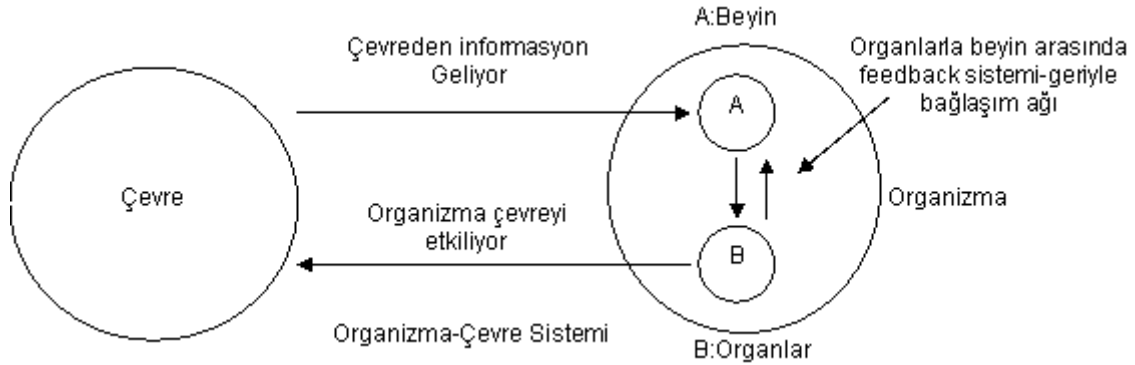 A:Beyin
Çevreden informasyon
Geliyor
Organlarla beyin arasında
feedback sistemi-geriyle
bağlaşım ağı
A
Çevre
Organizma
Organizma çevreyi
etkiliyor
B
Organizma-Çevre Sistemi
B:Organlar